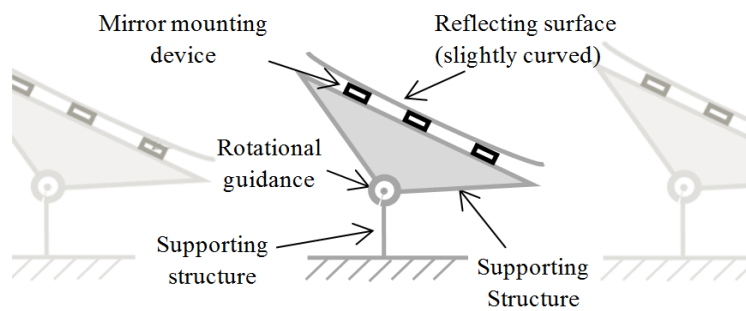 Mirror mounting
device
Reflecting surface
(slightly curved)
Rotational
guidance
Supporting
structure
Supporting
Structure